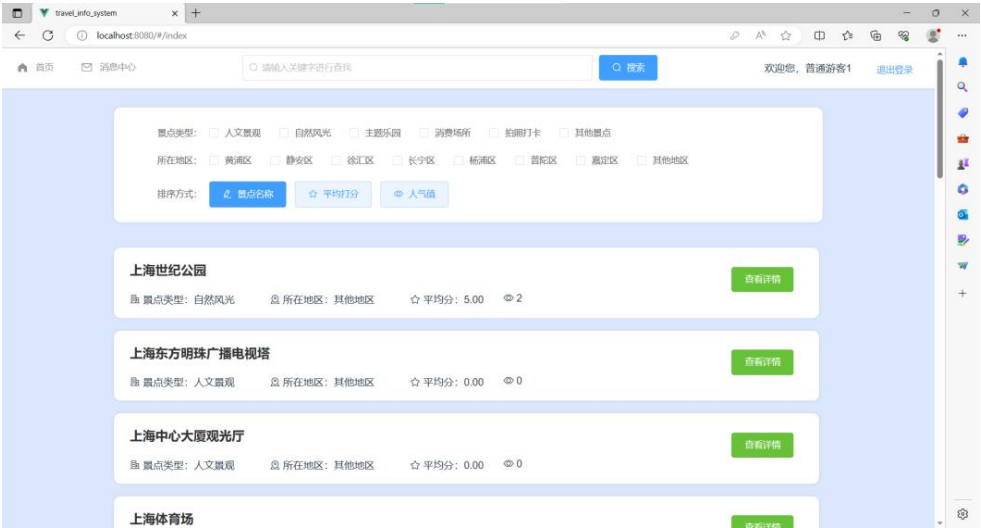 travel_info_system
localhost:8080/#/index
首页 消息中心 请输入关键字进行查找 搜索 欢迎您，普通游客1 退出登录
景点类型： 人文景观 自然风光 主题乐园 消费场所 拍照打卡 其他景点
所在地区： 黄浦区 静安区 徐汇区 长宁区 杨浦区 普陀区 嘉定区 其他地区
排序方式： 景点名称 平均打分 人气值
上海世纪公园
查看详情
景点类型：自然风光 所在地区：其他地区 平均分：5.00 2
上海东方明珠广播电视塔
查看详情
景点类型：人文景观 所在地区：其他地区 平均分：0.00 0
上海中心大厦观光厅
查看详情
景点类型：人文景观 所在地区：其他地区 平均分：0.00 0
上海体育场
查看详情